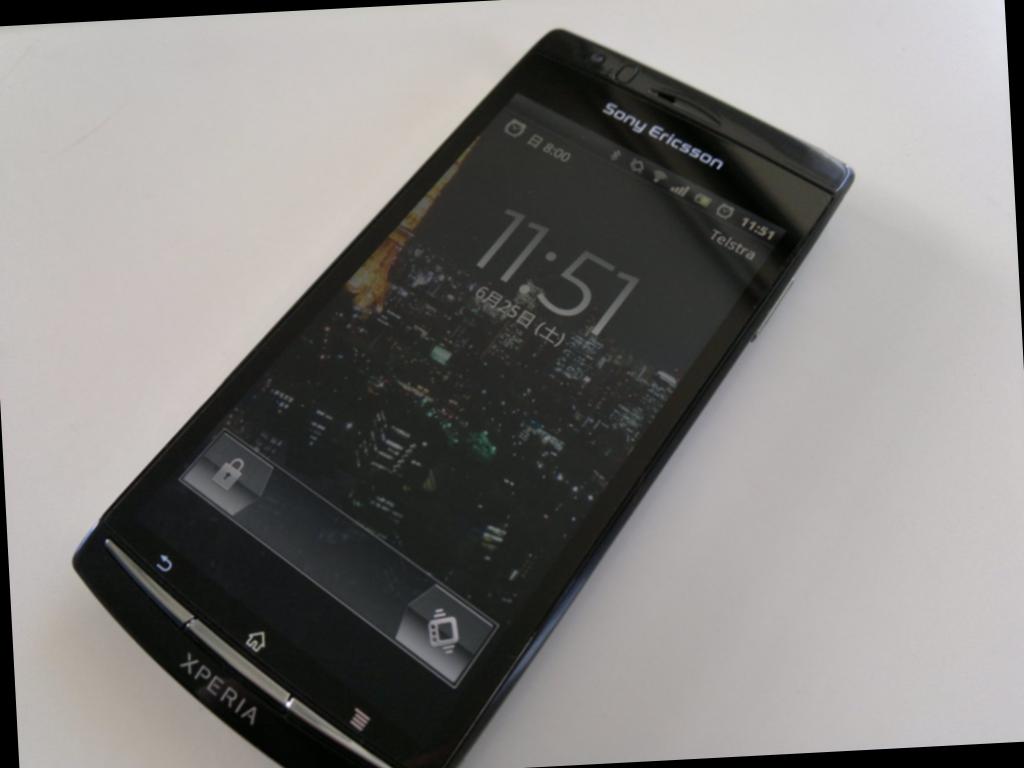 Sony Ericsson
日 8:00
11:51
Telstra
11:51
6月25日 (土)
XPERIA